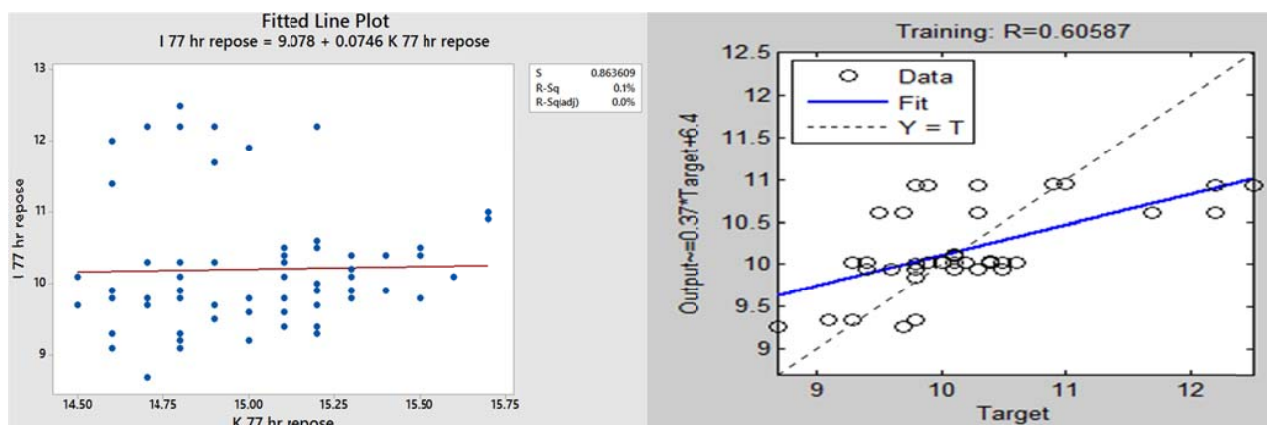 Fitted Line Plot
I 77 hr repose = 9.078 + 0.0746 K 77 hr repose
S 0.863609
R-Sq 0.1%
R-Sq(adj) 0.0%
13
12
11
10
9
I 77 hr repose
14.50 14.75 15.00 15.25 15.50 15.75
K 77 hr repose
Training: R=0.60587
Data
Fit
Y = T
12.5
12
11.5
11
10.5
10
9.5
9
Output~=0.37*Target+6.4
9 10 11 12
Target